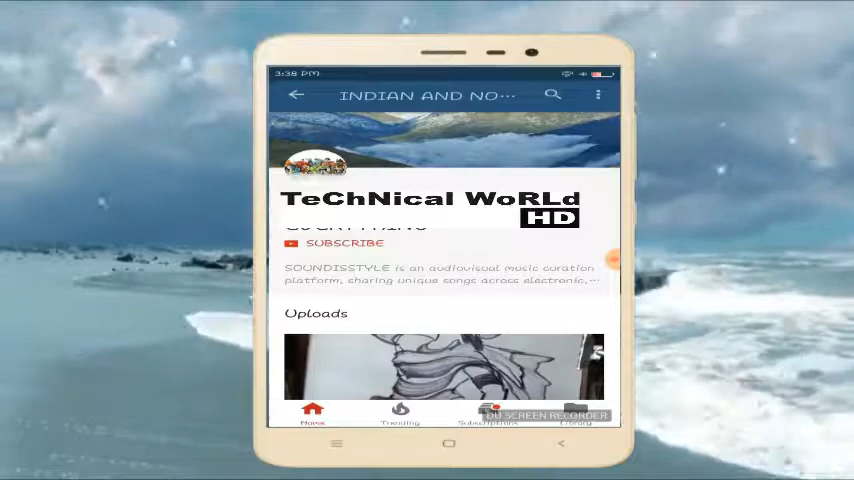 3:38 PM
INDIAN AND NO...
TeChNical WoRLd
HD
SUBSCRIBE
SOUNDISSTYLE is an audiovisual music curation
platform, sharing unique songs across electronic,...
Uploads
Home
Trending
Subscriptions
Library
DU SCREEN RECORDER